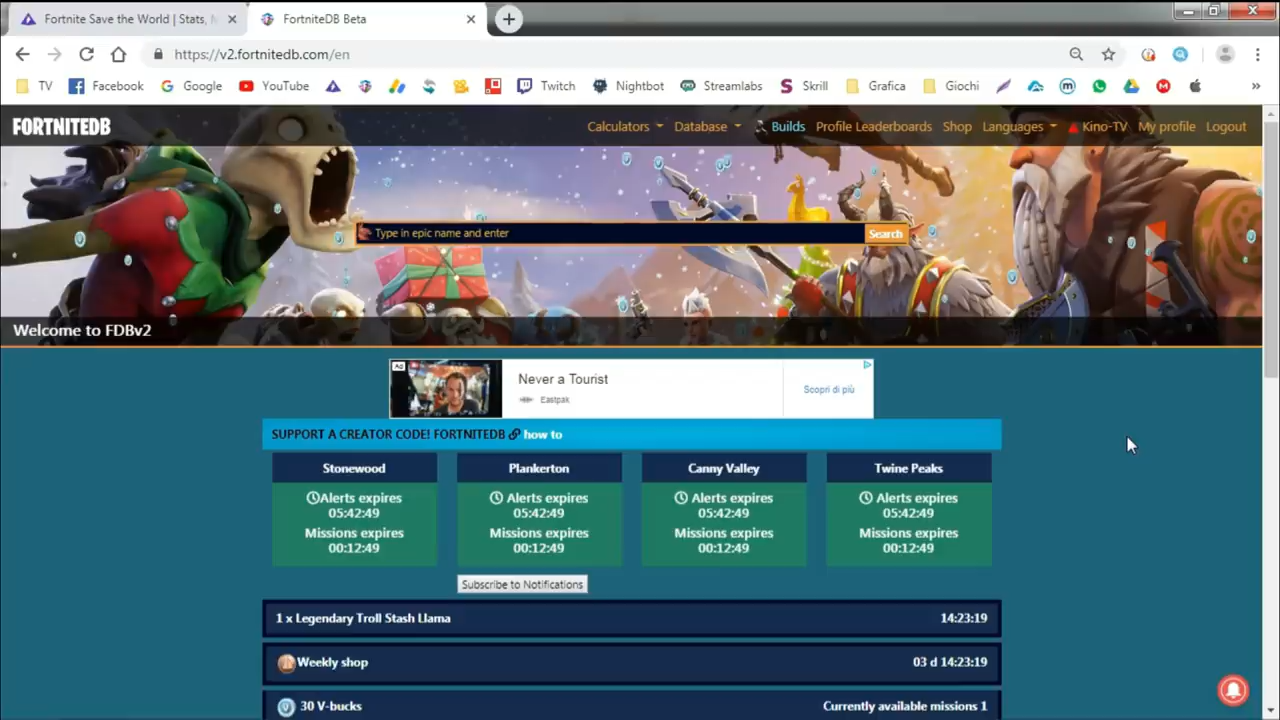 Fortnite Save the World | Stats,
FortniteDB Beta
https://v2.fortnitedb.com/en
TV Facebook Google YouTube Twitch Nightbot Streamlabs Skrill Grafica Giochi
FORTNITEDB
Calculators Database Builds Profile Leaderboards Shop Languages Kino-TV My profile Logout
Type in epic name and enter
Search
Welcome to FDBv2
Ad
Never a Tourist
Eastpak
Scopri di più
SUPPORT A CREATOR CODE! FORTNITEDB how to
Stonewood Plankerton Canny Valley Twine Peaks
Alerts expires Alerts expires Alerts expires Alerts expires
05:42:49 05:42:49 05:42:49 05:42:49
Missions expires Missions expires Missions expires Missions expires
00:12:49 00:12:49 00:12:49 00:12:49
Subscribe to Notifications
1 x Legendary Troll Stash Llama 14:23:19
Weekly shop 03 d 14:23:19
30 V-bucks Currently available missions 1